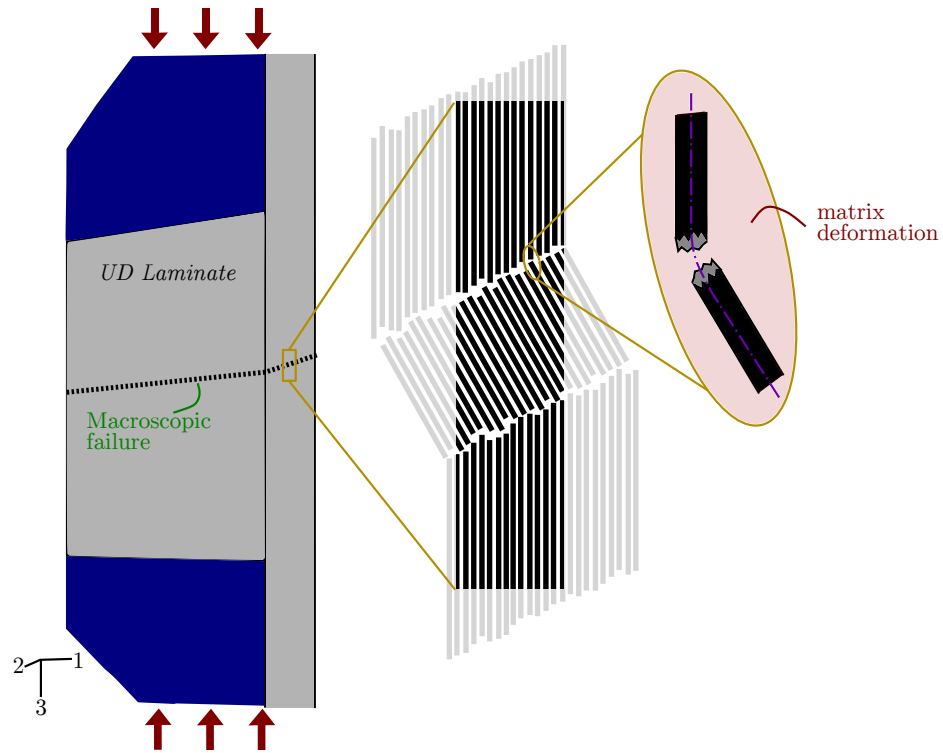 UD Laminate
matrix
deformation
Macroscopic
failure
2
1
3